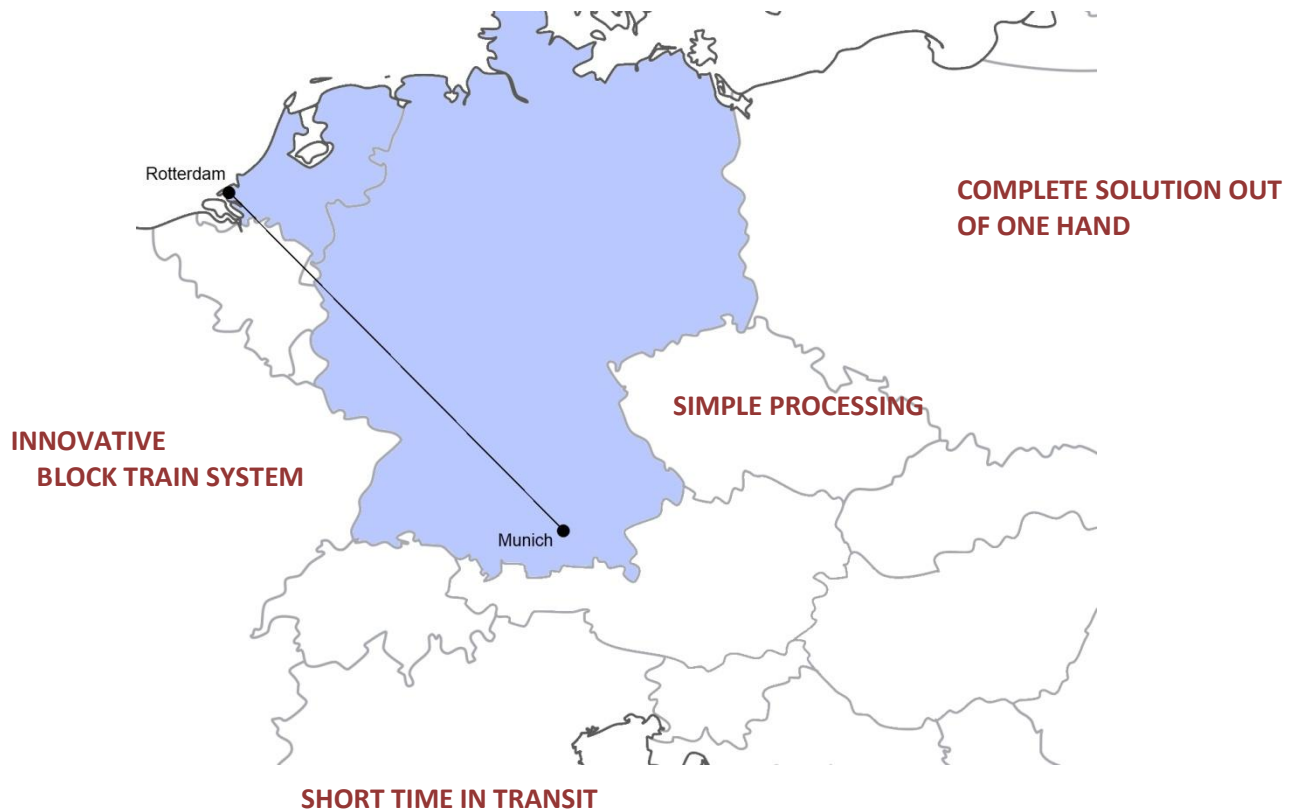 Rotterdam
COMPLETE SOLUTION OUT
OF ONE HAND
SIMPLE PROCESSING
INNOVATIVE
BLOCK TRAIN SYSTEM
Munich
SHORT TIME IN TRANSIT